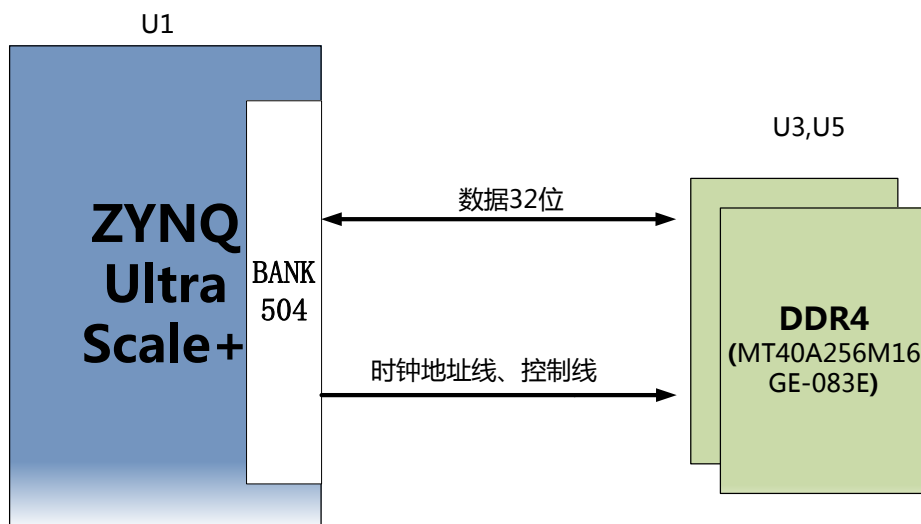 U1
U3,U5
ZYNQ
Ultra
Scale+
BANK
504
数据32位
时钟地址线、控制线
DDR4
(MT40A256M16
GE-083E)